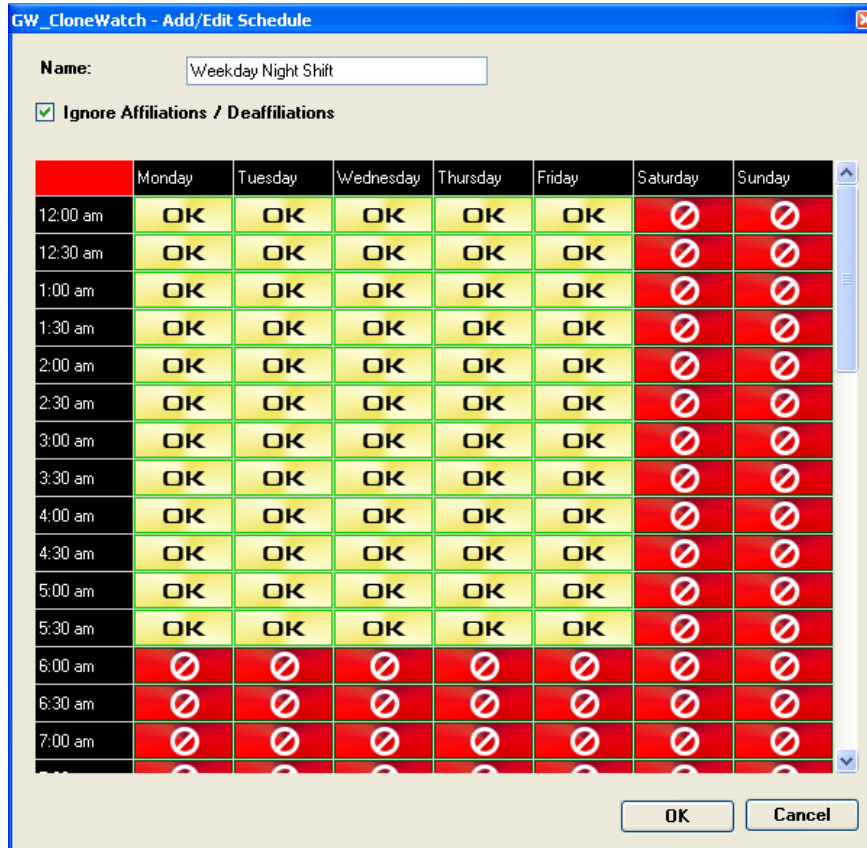 GW_CloneWatch - Add/Edit Schedule
Name: Weekday Night Shift
Ignore Affiliations / Deaffiliations
Monday Tuesday Wednesday Thursday Friday Saturday Sunday
12:00 am OK OK OK OK OK
12:30 am OK OK OK OK OK
1:00 am OK OK OK OK OK
1:30 am OK OK OK OK OK
2:00 am OK OK OK OK OK
2:30 am OK OK OK OK OK
3:00 am OK OK OK OK OK
3:30 am OK OK OK OK OK
4:00 am OK OK OK OK OK
4:30 am OK OK OK OK OK
5:00 am OK OK OK OK OK
5:30 am OK OK OK OK OK
6:00 am
6:30 am
7:00 am
OK Cancel